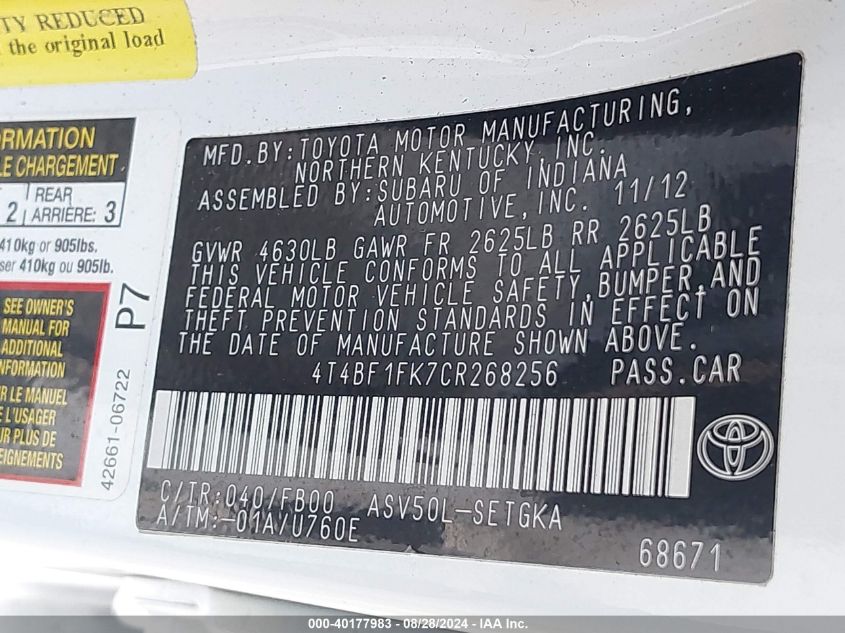 TY REDUCED
the original load
ORMATION
LE CHARGEMENT
2 REAR ARRIÈRE: 3
410kg or 905lbs.
ser 410kg ou 905lb.
SEE OWNER'S
MANUAL FOR
ADDITIONAL
INFORMATION
LE MANUEL
L'USAGER
UR PLUS DE
EIGNEMENTS
P7
42661-06722
MFD.BY:TOYOTA MOTOR MANUFACTURING,
NORTHERN KENTUCKY,INC.
ASSEMBLED BY:SUBARU OF INDIANA
AUTOMOTIVE,INC. 11/12
GVWR 4630LB GAWR FR 2625LB RR 2625LB
THIS VEHICLE CONFORMS TO ALL APPLICABLE
FEDERAL MOTOR VEHICLE SAFETY,BUMPER,AND
THEFT PREVENTION STANDARDS IN EFFECT ON
THE DATE OF MANUFACTURE SHOWN ABOVE.
4T4BF1FK7CR268256 PASS.CAR
C/TR:040/FB00 ASV50L-SETGKA
A/TM:-01A/U760E
68671
TOYOTA
000-40177983 - 08/28/2024 - IAA Inc.